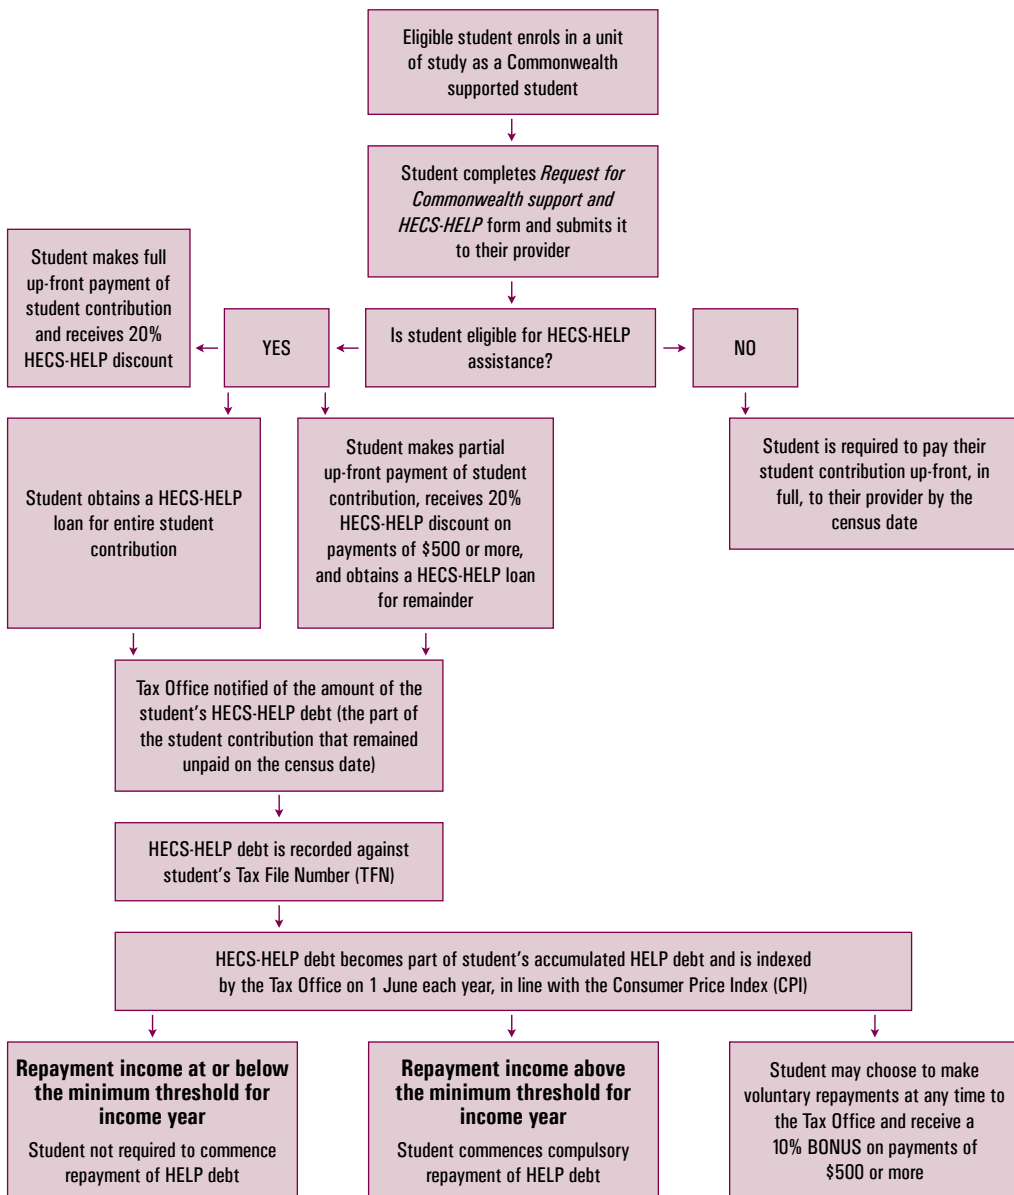 Eligible student enrols in a unit
of study as a Commonwealth
supported student
Student completes Request for
Commonwealth support and
HECS-HELP form and submits it
to their provider
Student makes full
up-front payment of
student contribution
and receives 20%
HECS-HELP discount
YES
Is student eligible for HECS-HELP
assistance?
NO
Student obtains a HECS-HELP
loan for entire student
contribution
Student makes partial
up-front payment of student
contribution, receives 20%
HECS-HELP discount on
payments of $500 or more,
and obtains a HECS-HELP loan
for remainder
Student is required to pay their
student contribution up-front, in
full, to their provider by the
census date
Tax Office notified of the amount of the
student’s HECS-HELP debt (the part of
the student contribution that remained
unpaid on the census date)
HECS-HELP debt is recorded against
student’s Tax File Number (TFN)
HECS-HELP debt becomes part of student’s accumulated HELP debt and is indexed
by the Tax Office on 1 June each year, in line with the Consumer Price Index (CPI)
Repayment income at or below
the minimum threshold for
income year
Student not required to commence
repayment of HELP debt
Repayment income above
the minimum threshold for
income year
Student commences compulsory
repayment of HELP debt
Student may choose to make
voluntary repayments at any time to
the Tax Office and receive a
10% BONUS on payments of
$500 or more